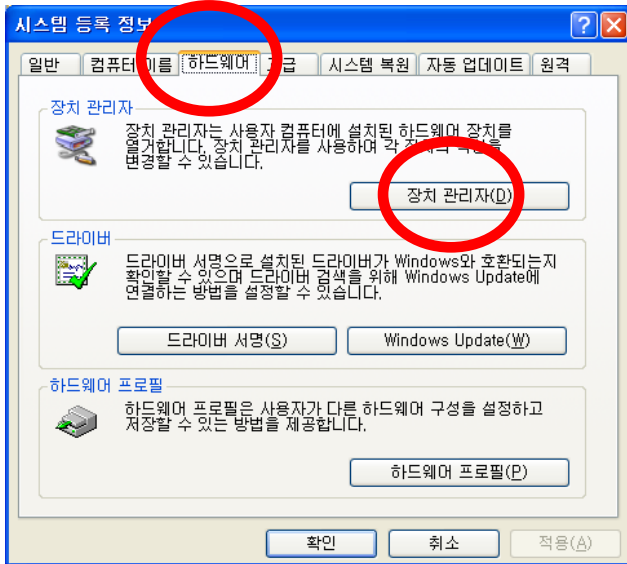 시스템 등록 정보
일반 컴퓨터 이름 하드웨어 고급 시스템 복원 자동 업데이트 원격
장치 관리자
장치 관리자는 사용자 컴퓨터에 설치된 하드웨어 장치를
열거합니다. 장치 관리자를 사용하여 각 장치의 속성을
변경할 수 있습니다.
장치 관리자(D)
드라이버
드라이버 서명으로 설치된 드라이버가 Windows와 호환되는지
확인할 수 있으며 드라이버 검색을 위해 Windows Update에
연결하는 방법을 설정할 수 있습니다.
드라이버 서명(S) Windows Update(W)
하드웨어 프로필
하드웨어 프로필은 사용자가 다른 하드웨어 구성을 설정하고
저장할 수 있는 방법을 제공합니다.
하드웨어 프로필(P)
확인 취소 적용(A)